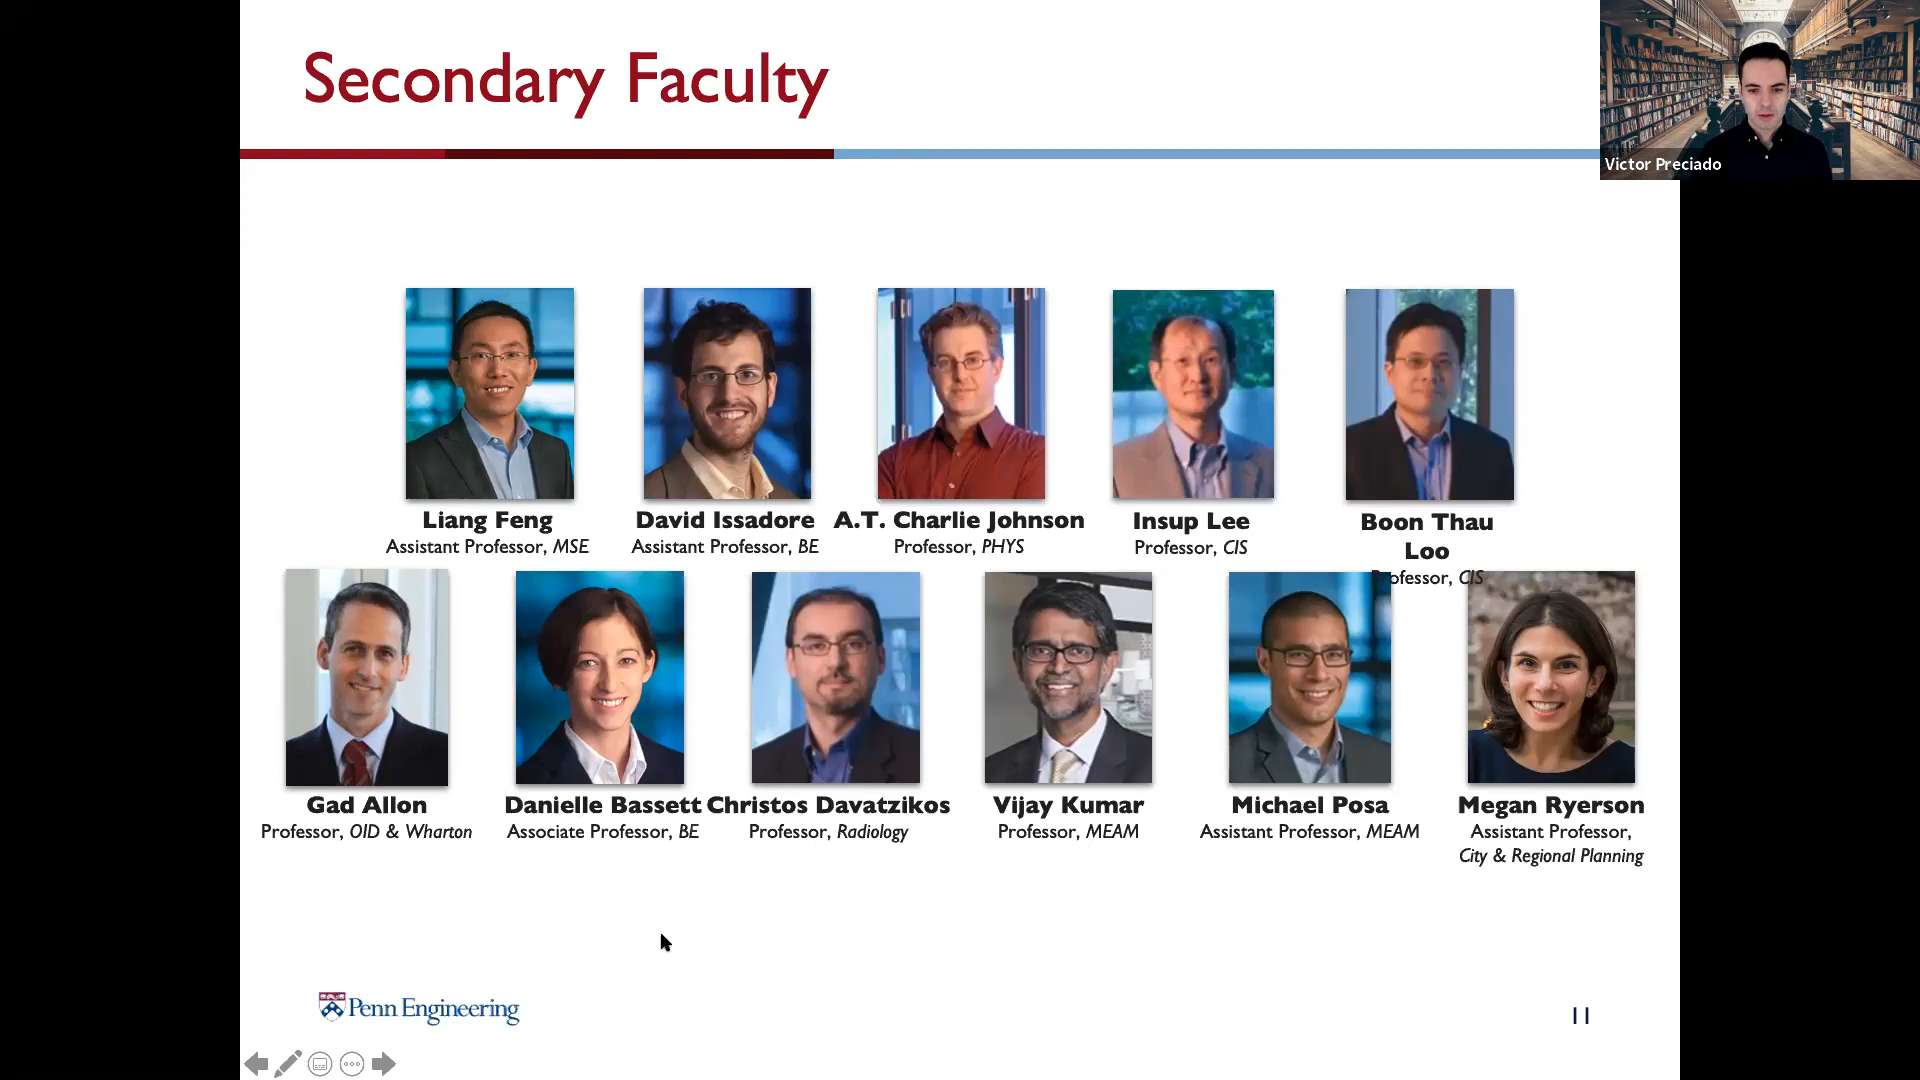 Secondary Faculty
Victor Preciado
Liang Feng
Assistant Professor, MSE
David Issadore
Assistant Professor, BE
A.T. Charlie Johnson
Professor, PHYS
Insup Lee
Professor, CIS
Boon Thau
Loo
Professor, CIS
Gad Allon
Professor, OID & Wharton
Danielle Bassett
Associate Professor, BE
Christos Davatzikos
Professor, Radiology
Vijay Kumar
Professor, MEAM
Michael Posa
Assistant Professor, MEAM
Megan Ryerson
Assistant Professor,
City & Regional Planning
Penn Engineering
11